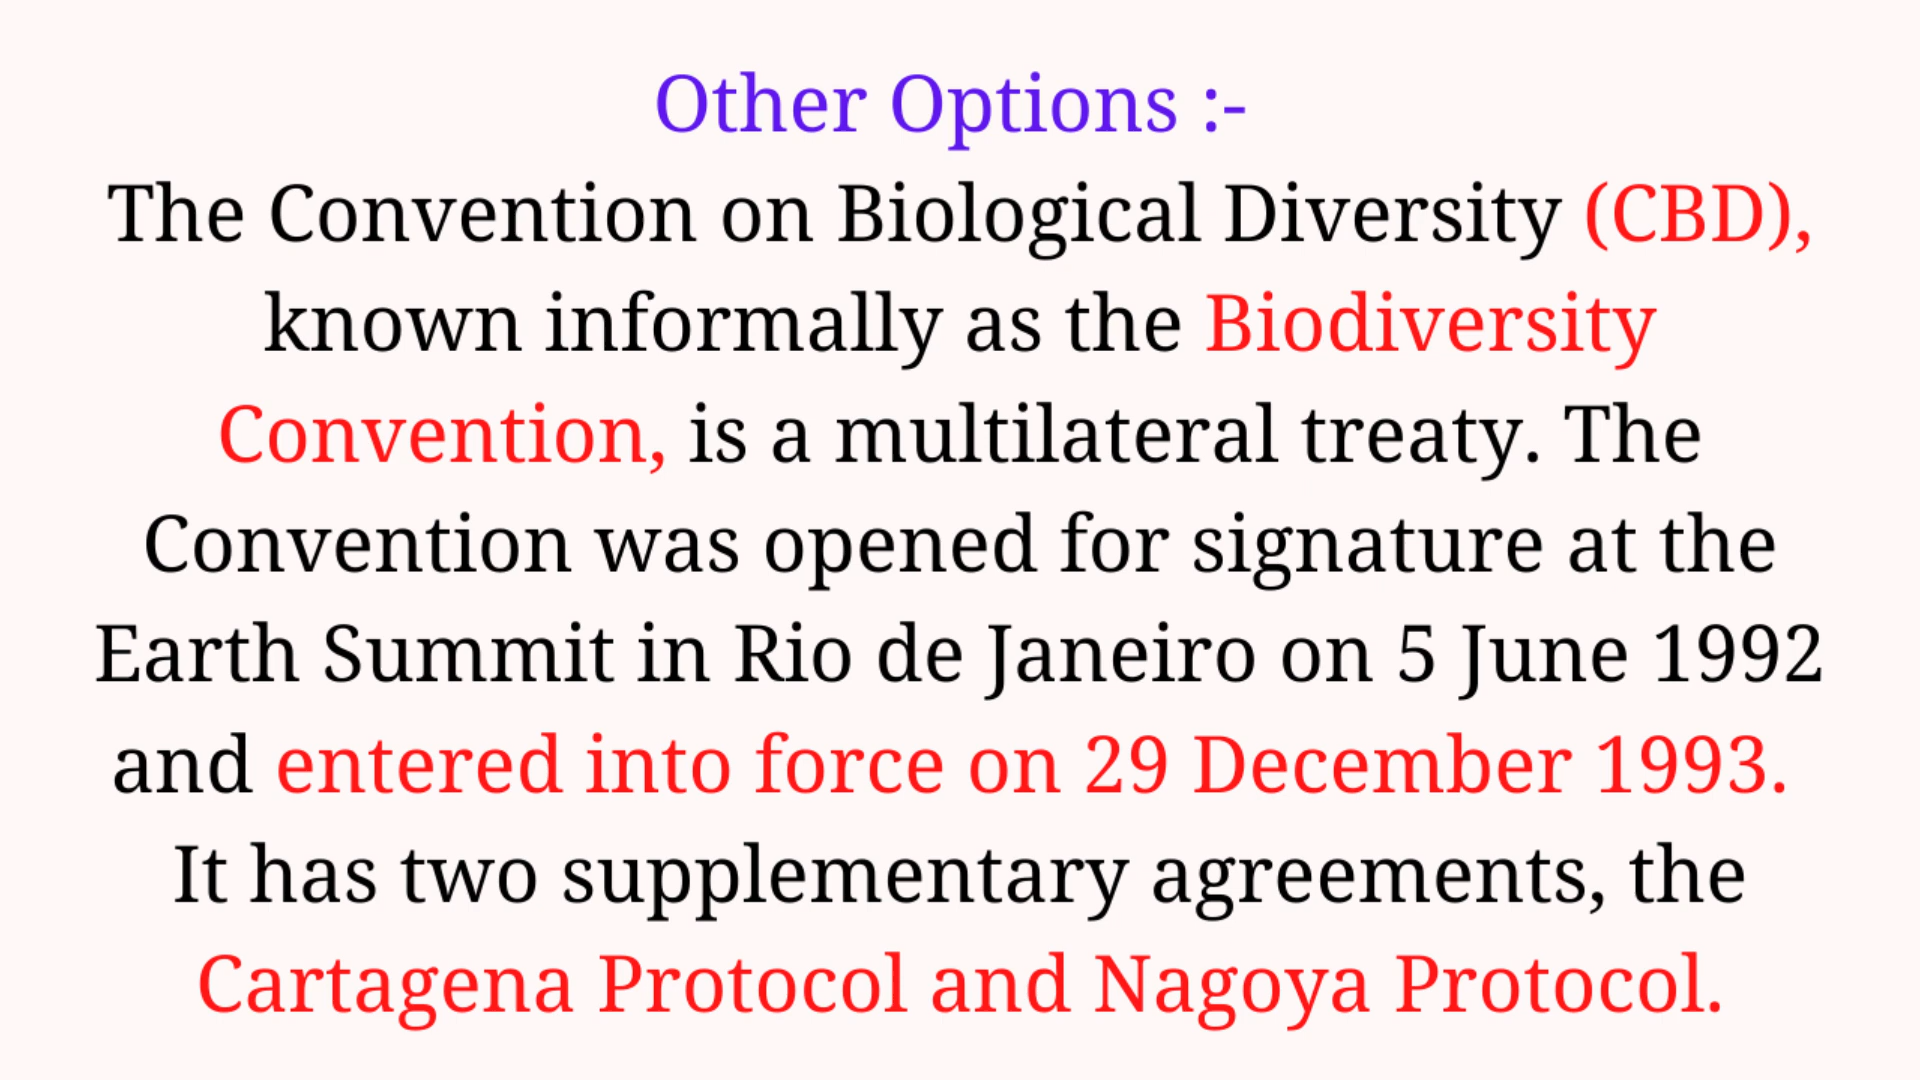 Other Options :-
The Convention on Biological Diversity (CBD),
known informally as the Biodiversity
Convention, is a multilateral treaty. The
Convention was opened for signature at the
Earth Summit in Rio de Janeiro on 5 June 1992
and entered into force on 29 December 1993.
It has two supplementary agreements, the
Cartagena Protocol and Nagoya Protocol.